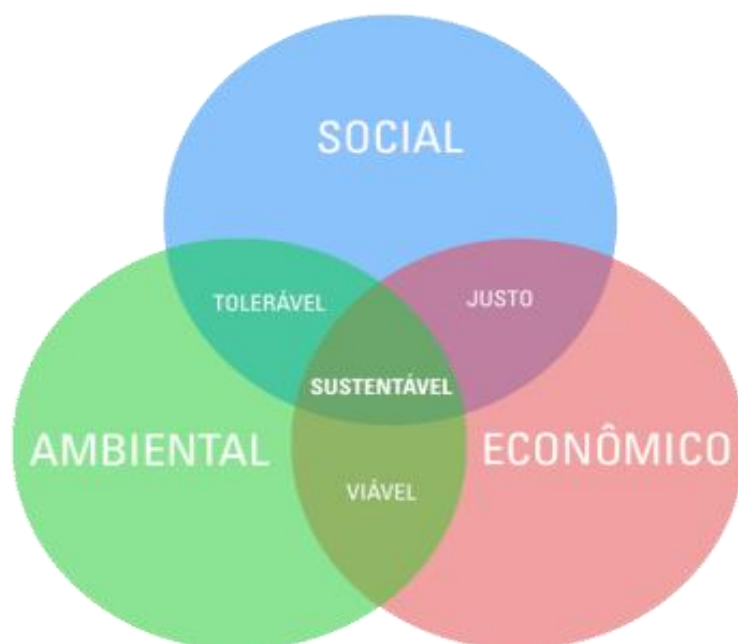 SOCIAL
TOLERÁVEL
JUSTO
SUSTENTÁVEL
AMBIENTAL
ECONÔMICO
VIÁVEL